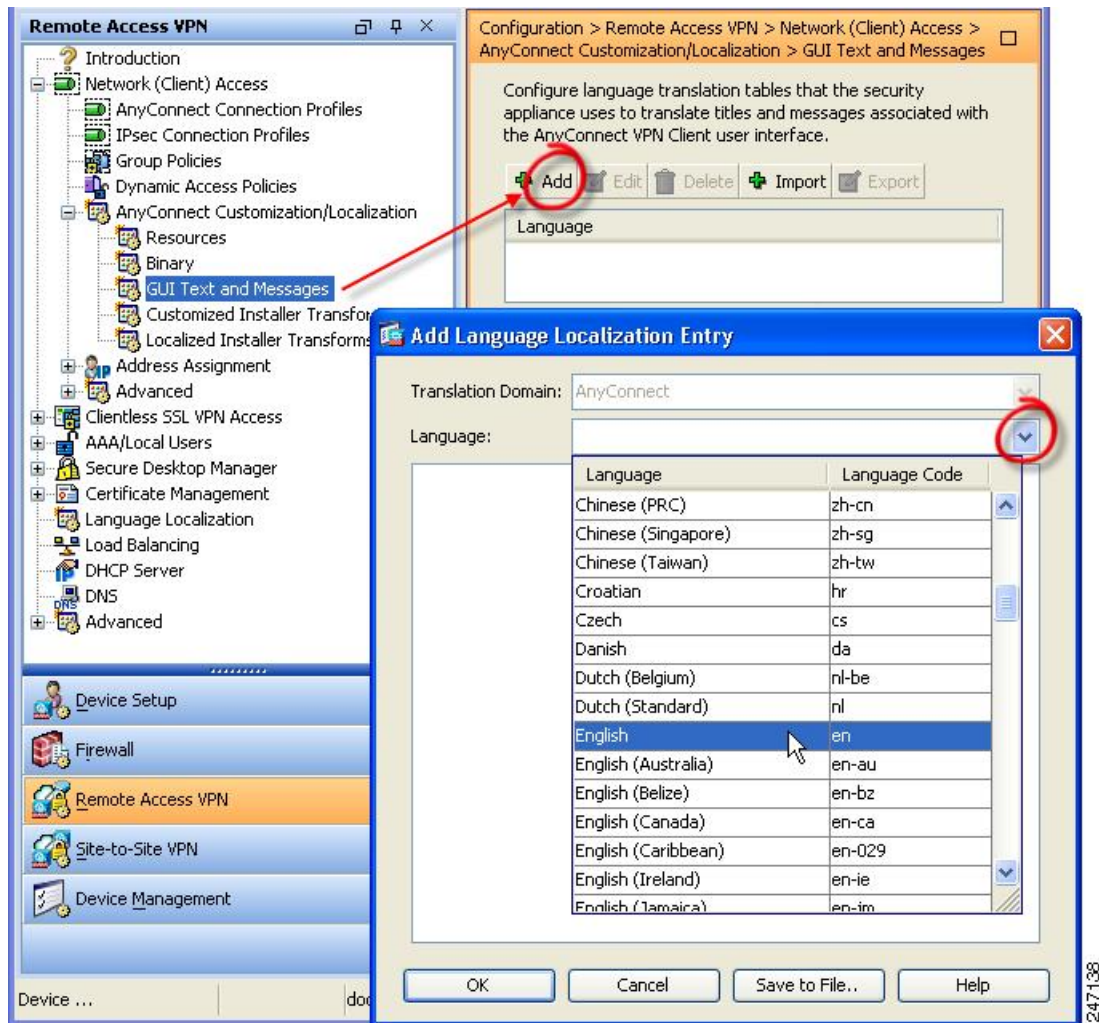 Remote Access VPN
Introduction
Network (Client) Access
AnyConnect Connection Profiles
IPsec Connection Profiles
Group Policies
Dynamic Access Policies
AnyConnect Customization/Localization
Resources
Binary
GUI Text and Messages
Customized Installer Transfor
Localized Installer Transforms
Address Assignment
Advanced
Clientless SSL VPN Access
AAA/Local Users
Secure Desktop Manager
Certificate Management
Language Localization
Load Balancing
DHCP Server
DNS
Advanced
Device Setup
Firewall
Remote Access VPN
Site-to-Site VPN
Device Management
Device ...
doc
Configuration > Remote Access VPN > Network (Client) Access >
AnyConnect Customization/Localization > GUI Text and Messages
Configure language translation tables that the security
appliance uses to translate titles and messages associated with
the AnyConnect VPN Client user interface.
Add Edit Delete Import Export
Language
Add Language Localization Entry
Translation Domain: AnyConnect
Language:
Language Language Code
Chinese (PRC) zh-cn
Chinese (Singapore) zh-sg
Chinese (Taiwan) zh-tw
Croatian hr
Czech cs
Danish da
Dutch (Belgium) nl-be
Dutch (Standard) nl
English en
English (Australia) en-au
English (Belize) en-bz
English (Canada) en-ca
English (Caribbean) en-029
English (Ireland) en-ie
English (Jamaica) en-jm
OK Cancel Save to File.. Help
247138